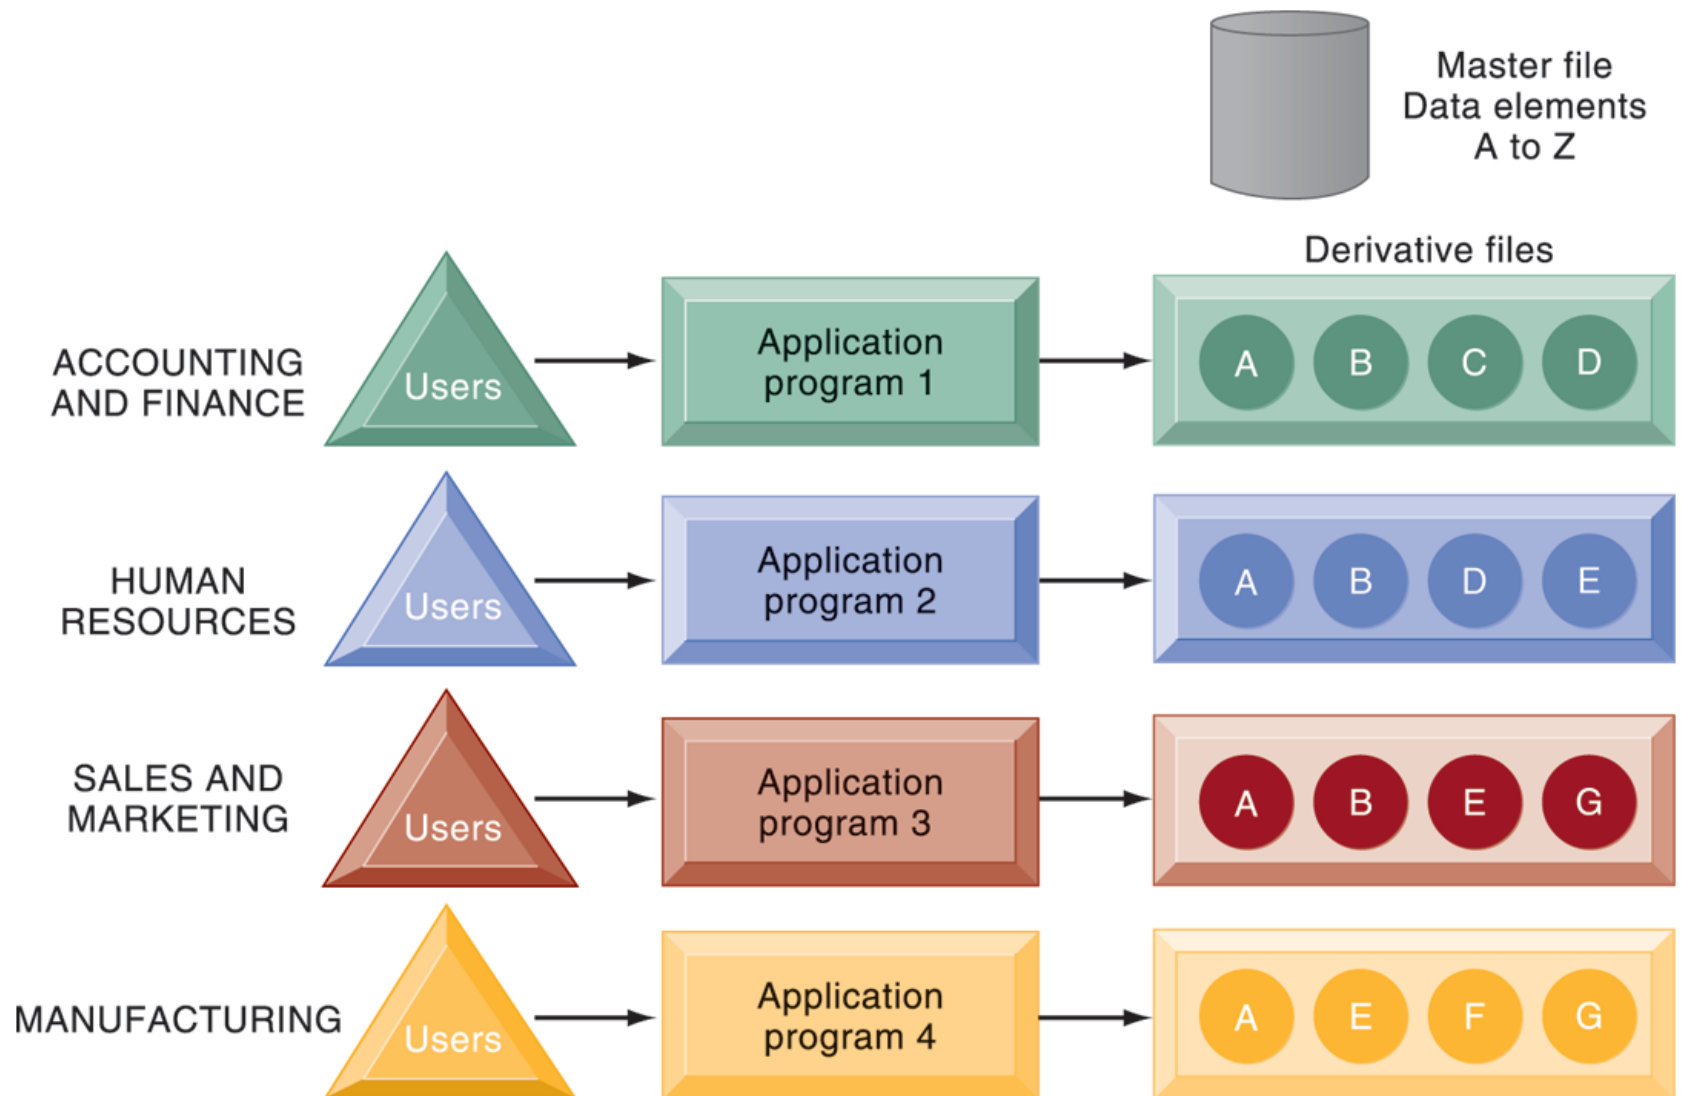 Master file
Data elements
A to Z
Derivative files
ACCOUNTING
AND FINANCE
Users
Application
program 1
A B C D
HUMAN
RESOURCES
Users
Application
program 2
A B D E
SALES AND
MARKETING
Users
Application
program 3
A B E G
MANUFACTURING
Users
Application
program 4
A E F G